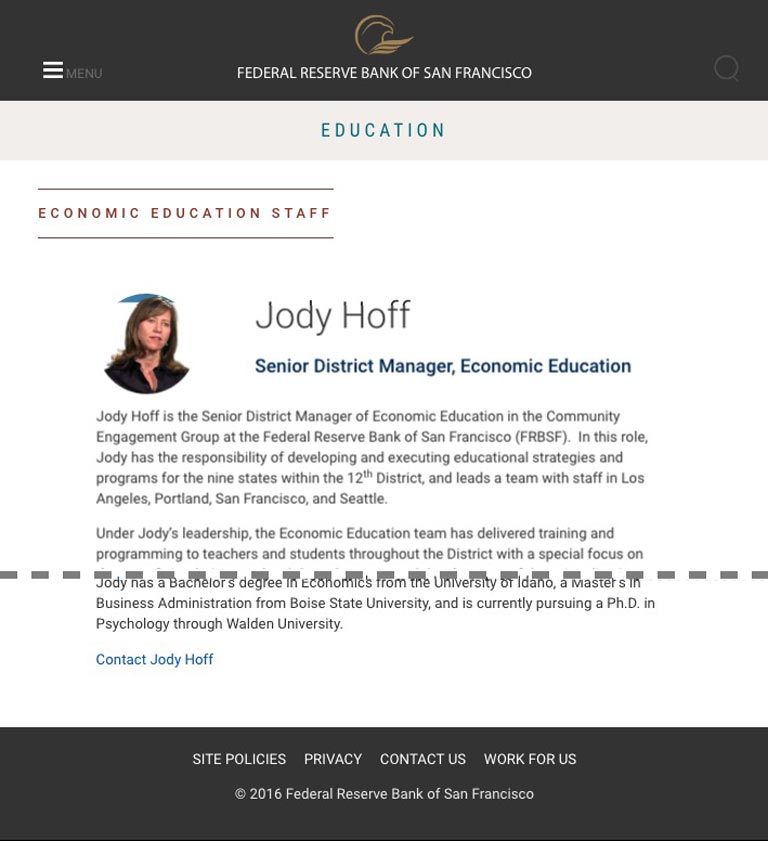 MENU
FEDERAL RESERVE BANK OF SAN FRANCISCO
EDUCATION
ECONOMIC EDUCATION STAFF
Jody Hoff
Senior District Manager, Economic Education
Jody Hoff is the Senior District Manager of Economic Education in the Community
Engagement Group at the Federal Reserve Bank of San Francisco (FRBSF). In this role,
Jody has the responsibility of developing and executing educational strategies and
programs for the nine states within the 12th District, and leads a team with staff in Los
Angeles, Portland, San Francisco, and Seattle.
Under Jody's leadership, the Economic Education team has delivered training and
programming to teachers and students throughout the District with a special focus on
Jody has a Bachelor's degree in Economics from the University of Idaho, a Master's in
Business Administration from Boise State University, and is currently pursuing a Ph.D. in
Psychology through Walden University.
Contact Jody Hoff
SITE POLICIES PRIVACY CONTACT US WORK FOR US
© 2016 Federal Reserve Bank of San Francisco